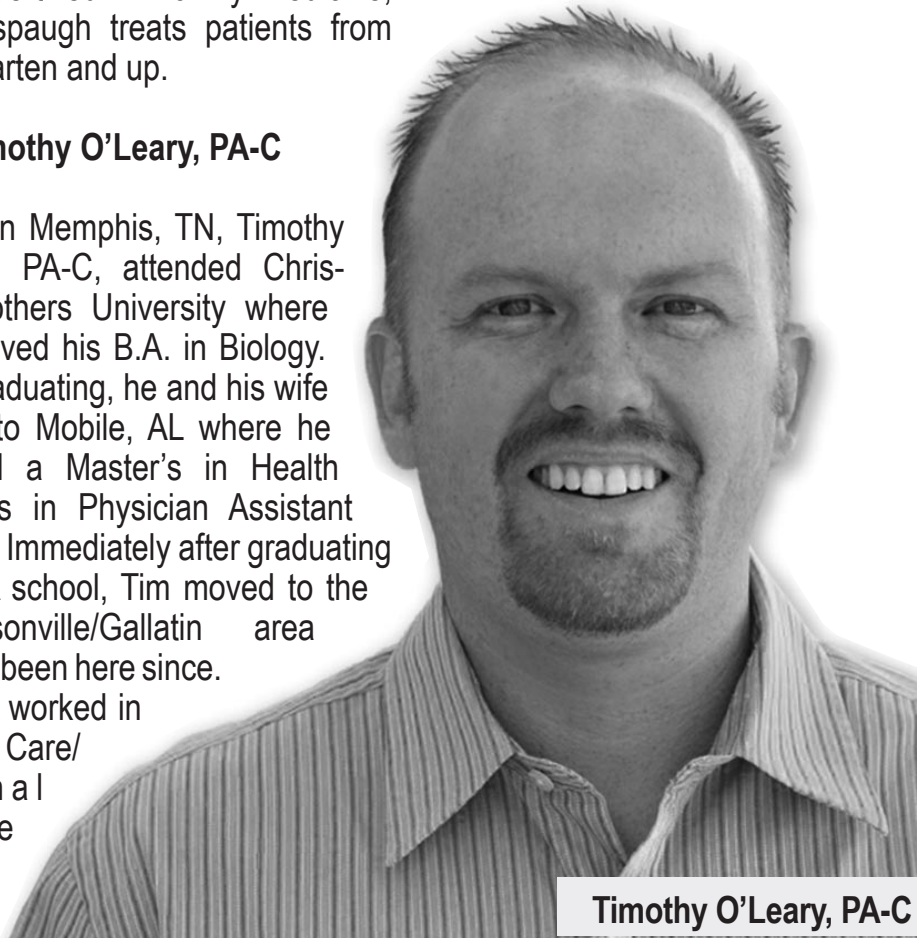 spaugh treats patients from
arten and up.
nothy O’Leary, PA-C
n Memphis, TN, Timothy
PA-C, attended Chris-
others University where
ved his B.A. in Biology.
aduating, he and his wife
to Mobile, AL where he
a Master’s in Health
s in Physician Assistant
Immediately after graduating
school, Tim moved to the
sonville/Gallatin area
been here since.
worked in
Care/
n a l
e
Timothy O’Leary, PA-C